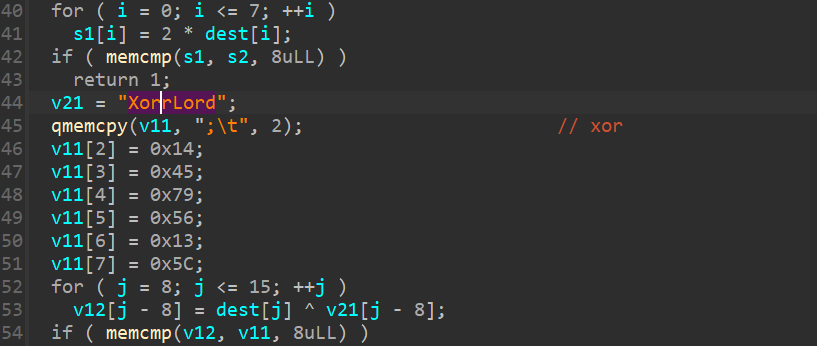 40 for ( i = 0; i <= 7; ++i )
41 s1[i] = 2 * dest[i];
42 if ( memcmp(s1, s2, 8uLL) )
43 return 1;
44 v21 = "XorrLord";
45 qmemcpy(v11, ";\t", 2); // xor
46 v11[2] = 0x14;
47 v11[3] = 0x45;
48 v11[4] = 0x79;
49 v11[5] = 0x56;
50 v11[6] = 0x13;
51 v11[7] = 0x5C;
52 for ( j = 8; j <= 15; ++j )
53 v12[j - 8] = dest[j] ^ v21[j - 8];
54 if ( memcmp(v12, v11, 8uLL) )